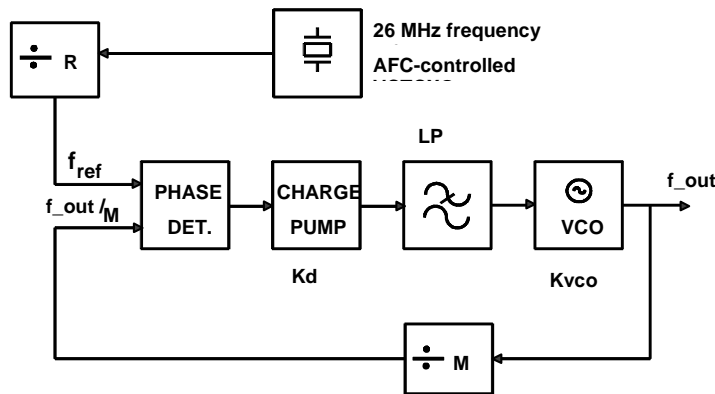 26 MHz frequency
AFC-controlled
÷ R
LP
f_ref
f_out /M
PHASE
DET.
CHARGE
PUMP
VCO
f_out
Kd
Kvco
÷ M